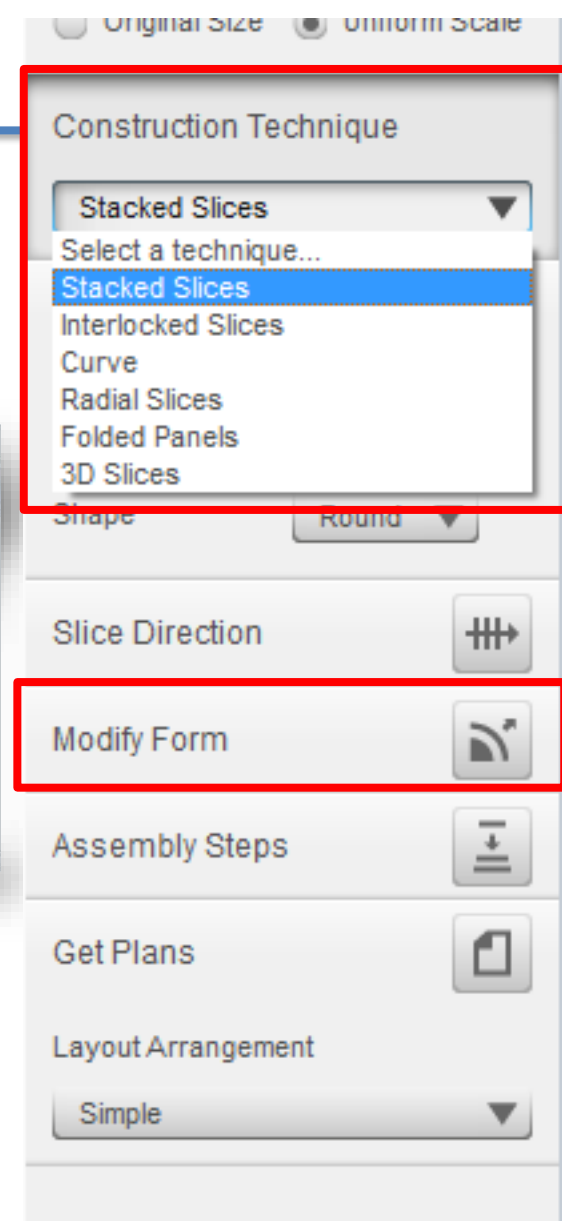 Original Size Uniform Scale
Construction Technique
Stacked Slices
Select a technique...
Stacked Slices
Interlocked Slices
Curve
Radial Slices
Folded Panels
3D Slices
Shape Round
Slice Direction
Modify Form
Assembly Steps
Get Plans
Layout Arrangement
Simple